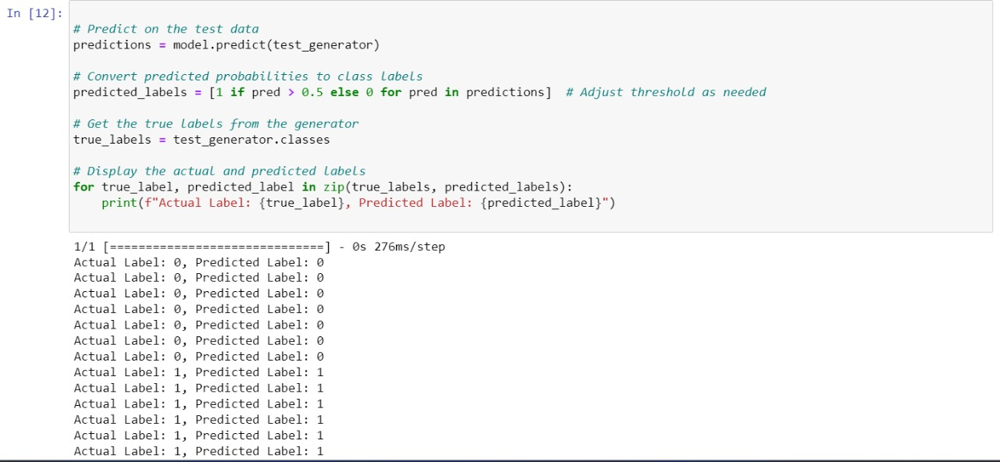 In [12]:
# Predict on the test data
predictions = model.predict(test_generator)
# Convert predicted probabilities to class labels
predicted_labels = [1 if pred > 0.5 else 0 for pred in predictions]  # Adjust threshold as needed
# Get the true labels from the generator
true_labels = test_generator.classes
# Display the actual and predicted labels
for true_label, predicted_label in zip(true_labels, predicted_labels):
    print(f"Actual Label: {true_label}, Predicted Label: {predicted_label}")
1/1 [==============================] - 0s 276ms/step
Actual Label: 0, Predicted Label: 0
Actual Label: 0, Predicted Label: 0
Actual Label: 0, Predicted Label: 0
Actual Label: 0, Predicted Label: 0
Actual Label: 0, Predicted Label: 0
Actual Label: 0, Predicted Label: 0
Actual Label: 0, Predicted Label: 0
Actual Label: 1, Predicted Label: 1
Actual Label: 1, Predicted Label: 1
Actual Label: 1, Predicted Label: 1
Actual Label: 1, Predicted Label: 1
Actual Label: 1, Predicted Label: 1
Actual Label: 1, Predicted Label: 1